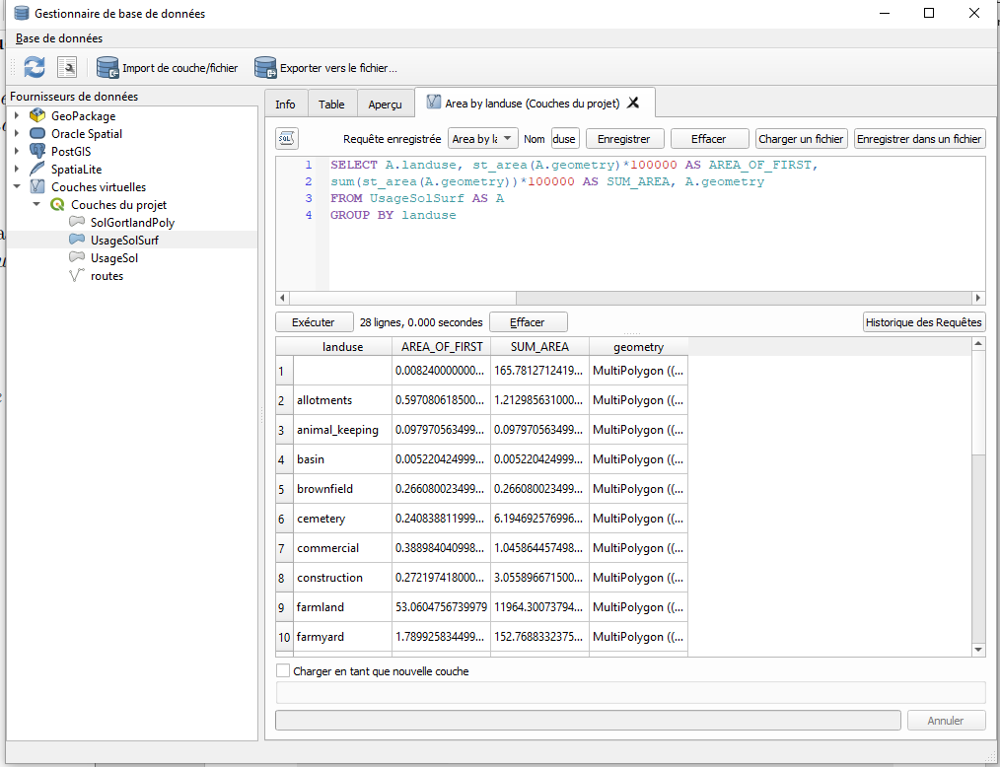 Gestionnaire de base de données
Base de données
Import de couche/fichier
Exporter vers le fichier…
Fournisseurs de données
GeoPackage
Oracle Spatial
PostGIS
SpatiaLite
Couches virtuelles
Couches du projet
SolGortlandPoly
UsageSolSurf
UsageSol
routes
Info Table Aperçu Area by landuse (Couches du projet)
SQL Requête enregistrée Area by la Nom duse Enregistrer Effacer Charger un fichier Enregistrer dans un fichier
1 SELECT A.landuse, st_area(A.geometry)*100000 AS AREA_OF_FIRST,
2 sum(st_area(A.geometry))*100000 AS SUM_AREA, A.geometry
3 FROM UsageSolSurf AS A
4 GROUP BY landuse
Exécuter 28 lignes, 0.000 secondes Effacer Historique des Requêtes
landuse AREA_OF_FIRST SUM_AREA geometry
1 0.008240000000... 165.7812712419... MultiPolygon ((...
2 allotments 0.597080618500... 1.212985631000... MultiPolygon ((...
3 animal_keeping 0.097970563499... 0.097970563499... MultiPolygon ((...
4 basin 0.005220424999... 0.005220424999... MultiPolygon ((...
5 brownfield 0.266080023499... 0.266080023499... MultiPolygon ((...
6 cemetery 0.240838811999... 6.194692576996... MultiPolygon ((...
7 commercial 0.388984040998... 1.045864457498... MultiPolygon ((...
8 construction 0.272197418000... 3.055896671500... MultiPolygon ((...
9 farmland 53.0604756739979 11964.30073794... MultiPolygon ((...
10 farmyard 1.789925834499... 152.7688332375... MultiPolygon ((...
Charger en tant que nouvelle couche
Annuler